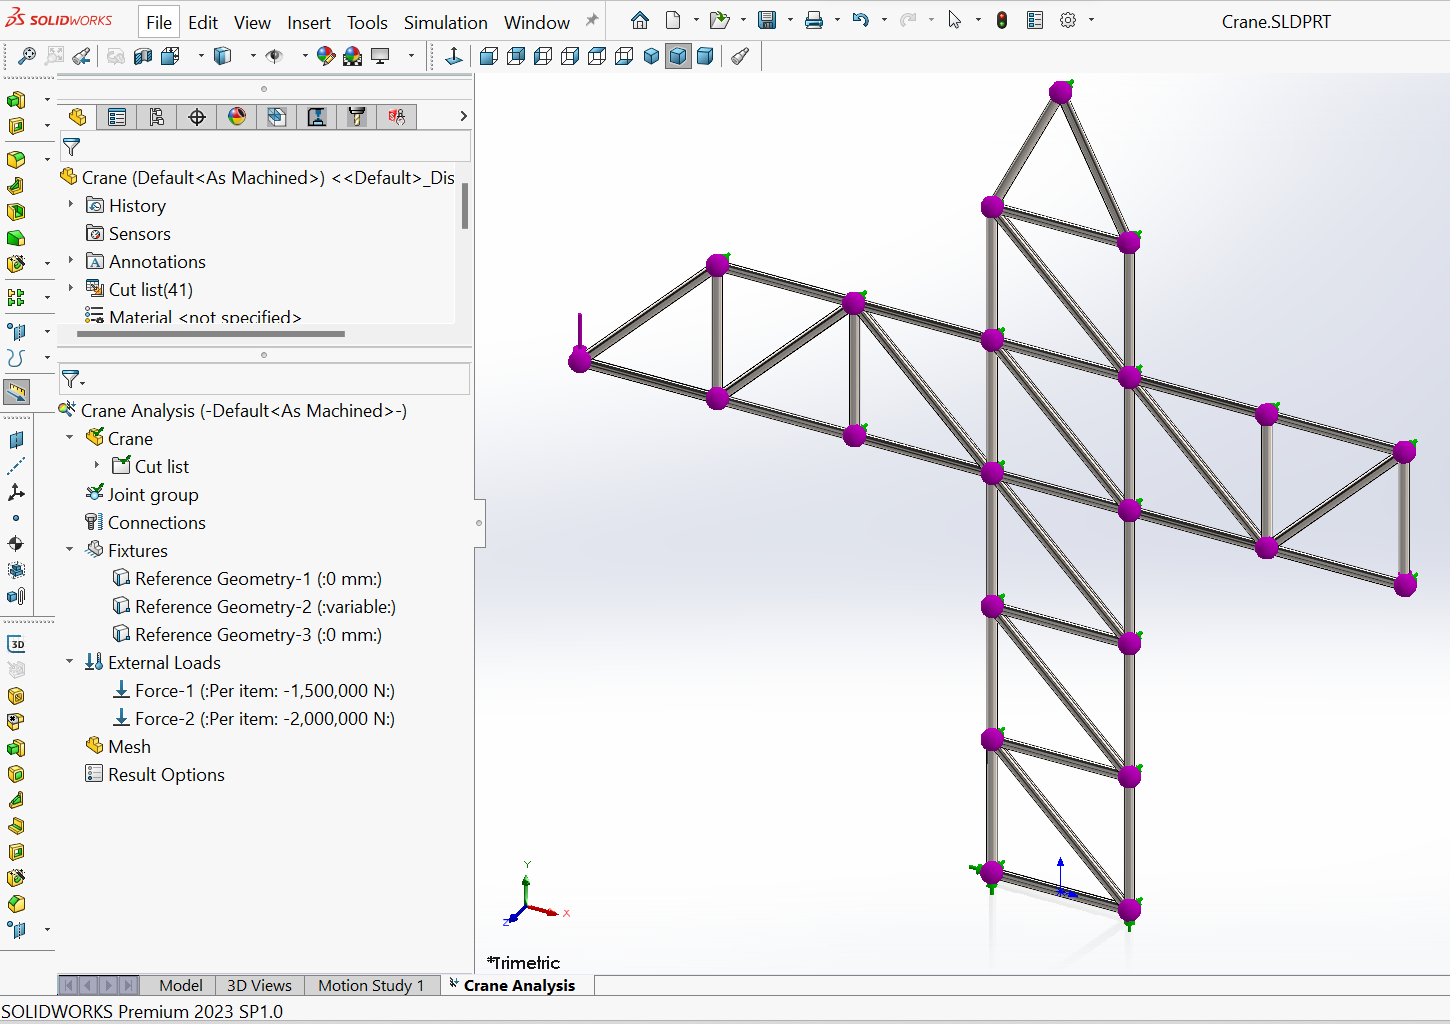 SOLIDWORKS File Edit View Insert Tools Simulation Window Crane.SLDPRT
Crane (Default<As Machined>) <<Default>_Dis
History
Sensors
Annotations
Cut list(41)
Material <not specified>
Crane Analysis (-Default<As Machined>-)
Crane
Cut list
Joint group
Connections
Fixtures
Reference Geometry-1 (:0 mm:)
Reference Geometry-2 (:variable:)
Reference Geometry-3 (:0 mm:)
External Loads
Force-1 (:Per item: -1,500,000 N:)
Force-2 (:Per item: -2,000,000 N:)
Mesh
Result Options
3D
Y
X
Z
*Trimetric
Model 3D Views Motion Study 1 Crane Analysis
SOLIDWORKS Premium 2023 SP1.0